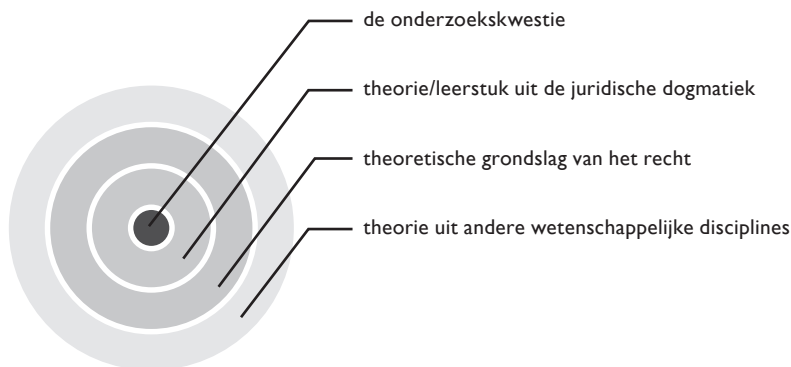 de onderzoekskwestie
theorie/leerstuk uit de juridische dogmatiek
theoretische grondslag van het recht
theorie uit andere wetenschappelijke disciplines